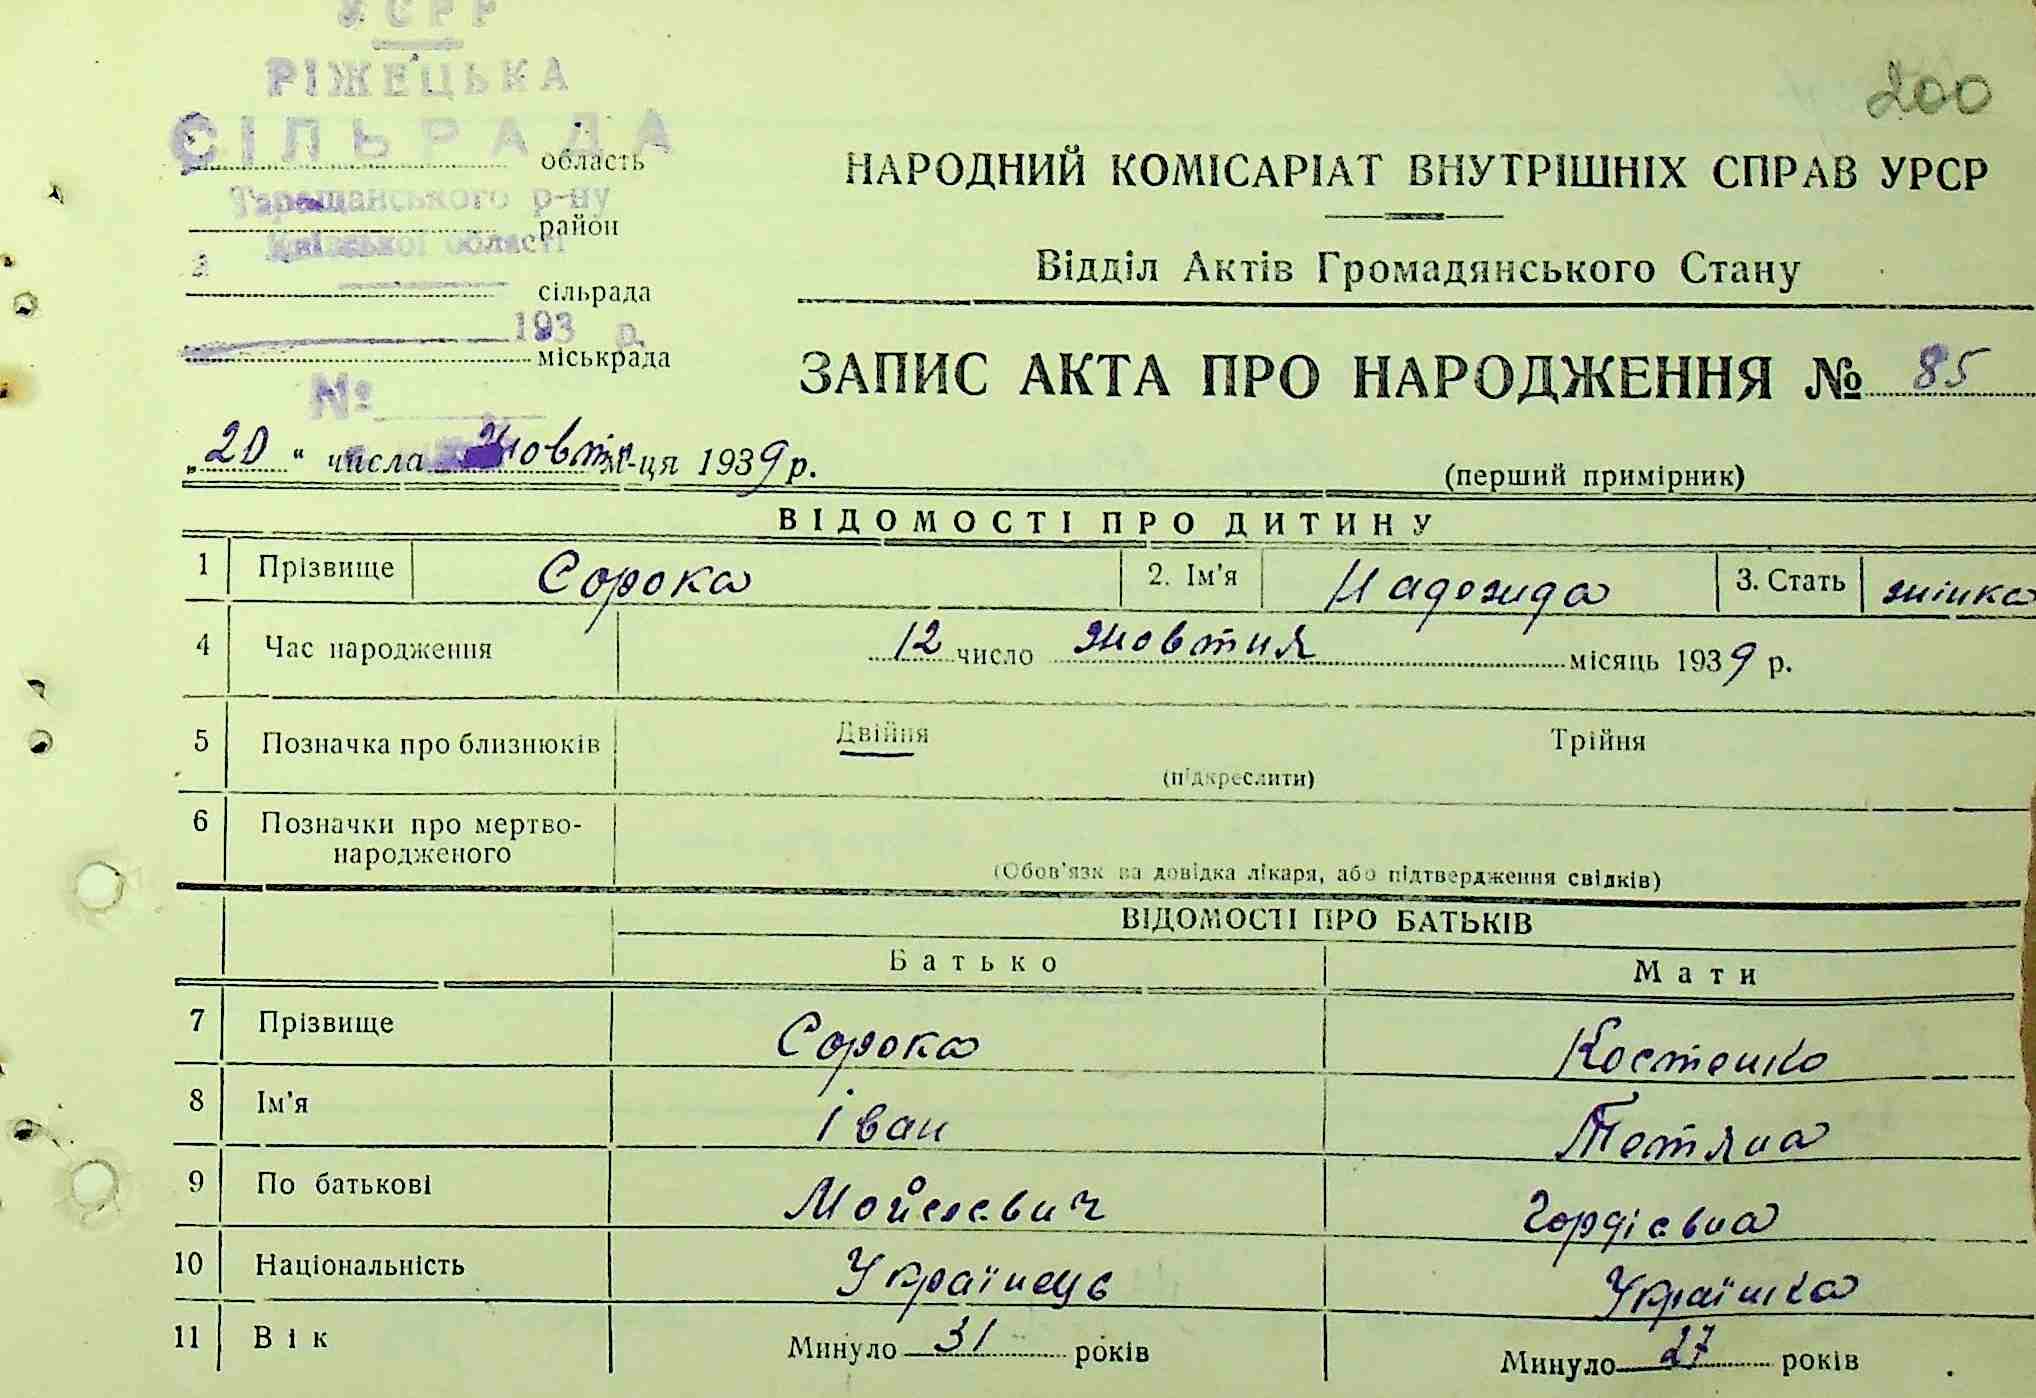 УСРР
РІЖЕЦЬКА
СІЛЬРАДА
Таращанського р-ну
Київської області
193 р.
№
область
район
сільрада
міськрада
200
НАРОДНИЙ КОМІСАРІАТ ВНУТРІШНІХ СПРАВ УРСР
Відділ Актів Громадянського Стану
ЗАПИС АКТА ПРО НАРОДЖЕННЯ № 85
„20“ числа жовтн м-ця 1939 р.
(перший примірник)
ВІДОМОСТІ ПРО ДИТИНУ
1 Прізвище Сорока 2. Ім'я Надежда 3. Стать жінка
4 Час народження 12 число жовтня місяць 1939 р.
5 Позначка про близнюків Двійня Трійня
(підкреслити)
6 Позначки про мертво-
народженого
(Обов'язкова довідка лікаря, або підтвердження свідків)
ВІДОМОСТІ ПРО БАТЬКІВ
Батько Мати
7 Прізвище Сорока Костенко
8 Ім'я Іван Тетяна
9 По батькові Мойсеєвич Гордієвна
10 Національність Українець Українка
11 Вік Минуло 31 років Минуло 27 років